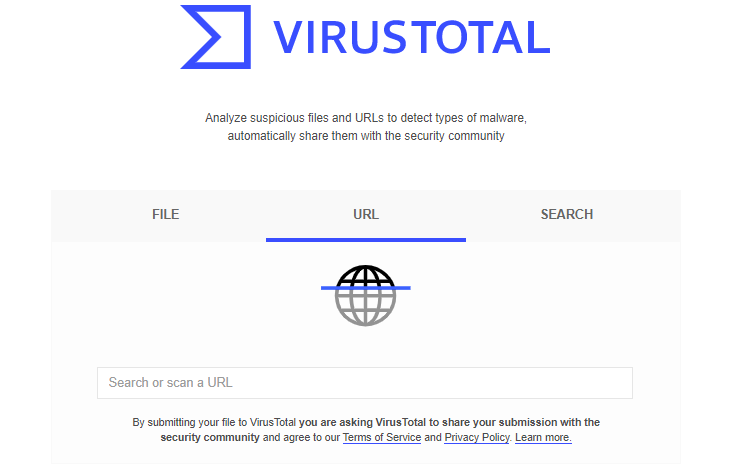 VIRUSTOTAL
Analyze suspicious files and URLs to detect types of malware,
automatically share them with the security community
FILE URL SEARCH
Search or scan a URL
By submitting your file to VirusTotal you are asking VirusTotal to share your submission with the
security community and agree to our Terms of Service and Privacy Policy. Learn more.